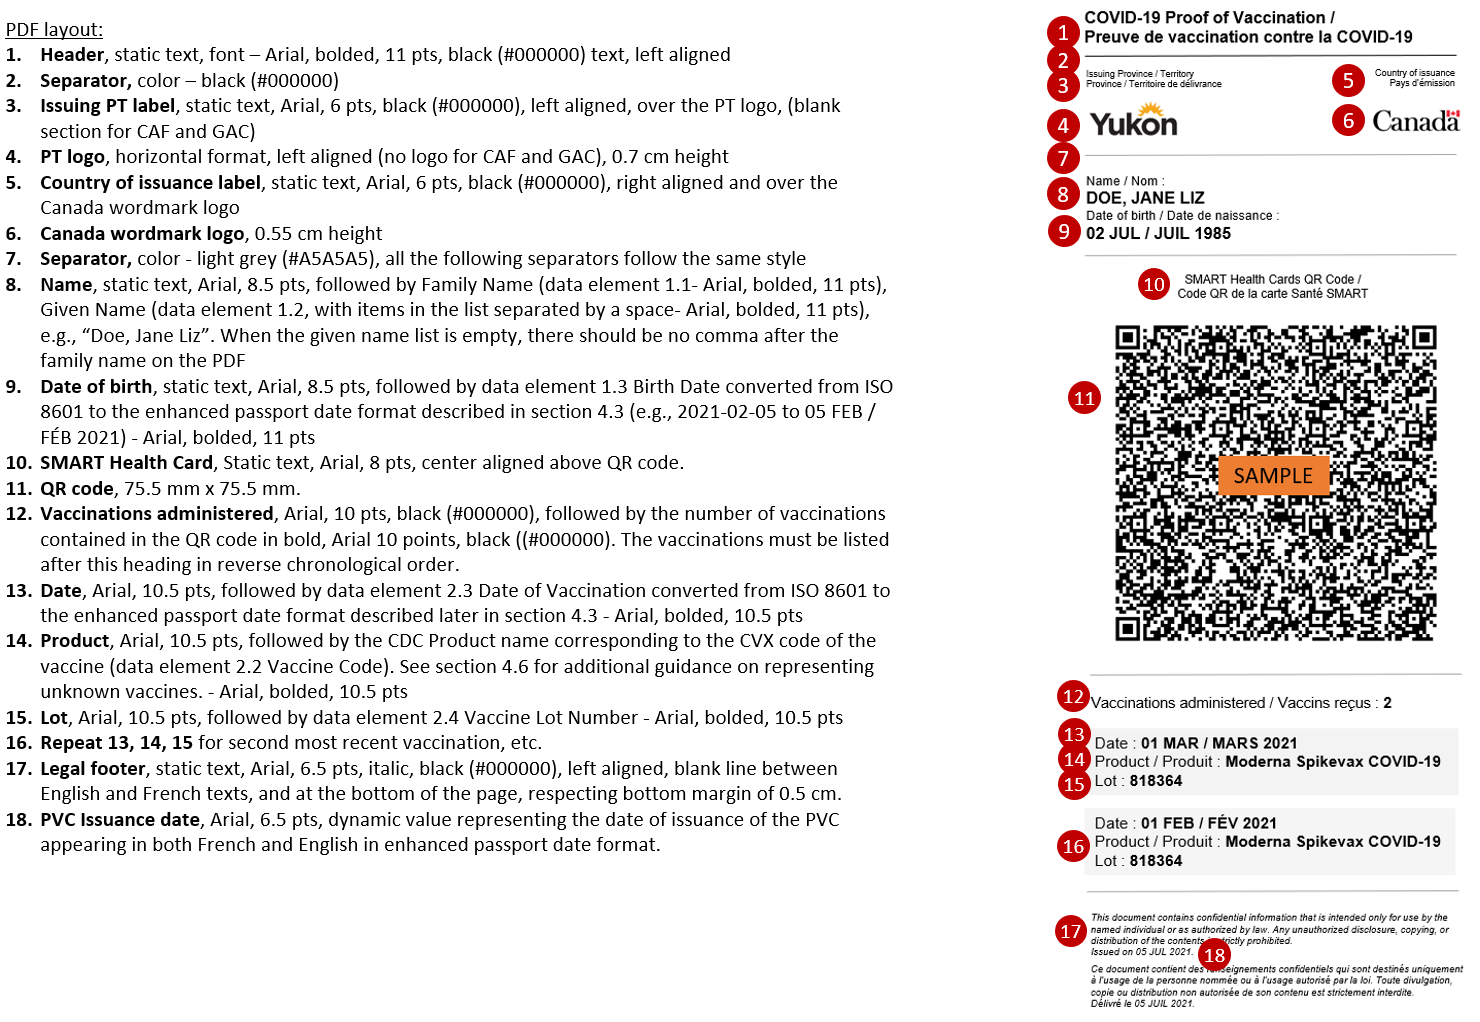 PDF layout:
1. Header, static text, font – Arial, bolded, 11 pts, black (#000000) text, left aligned
2. Separator, color – black (#000000)
3. Issuing PT label, static text, Arial, 6 pts, black (#000000), left aligned, over the PT logo, (blank
section for CAF and GAC)
4. PT logo, horizontal format, left aligned (no logo for CAF and GAC), 0.7 cm height
5. Country of issuance label, static text, Arial, 6 pts, black (#000000), right aligned and over the
Canada wordmark logo
6. Canada wordmark logo, 0.55 cm height
7. Separator, color - light grey (#A5A5A5), all the following separators follow the same style
8. Name, static text, Arial, 8.5 pts, followed by Family Name (data element 1.1- Arial, bolded, 11 pts),
Given Name (data element 1.2, with items in the list separated by a space- Arial, bolded, 11 pts),
e.g., “Doe, Jane Liz”. When the given name list is empty, there should be no comma after the
family name on the PDF
9. Date of birth, static text, Arial, 8.5 pts, followed by data element 1.3 Birth Date converted from ISO
8601 to the enhanced passport date format described in section 4.3 (e.g., 2021-02-05 to 05 FEB /
FÉB 2021) - Arial, bolded, 11 pts
10. SMART Health Card, Static text, Arial, 8 pts, center aligned above QR code.
11. QR code, 75.5 mm x 75.5 mm.
12. Vaccinations administered, Arial, 10 pts, black (#000000), followed by the number of vaccinations
contained in the QR code in bold, Arial 10 points, black ((#000000). The vaccinations must be listed
after this heading in reverse chronological order.
13. Date, Arial, 10.5 pts, followed by data element 2.3 Date of Vaccination converted from ISO 8601 to
the enhanced passport date format described later in section 4.3 - Arial, bolded, 10.5 pts
14. Product, Arial, 10.5 pts, followed by the CDC Product name corresponding to the CVX code of the
vaccine (data element 2.2 Vaccine Code). See section 4.6 for additional guidance on representing
unknown vaccines. - Arial, bolded, 10.5 pts
15. Lot, Arial, 10.5 pts, followed by data element 2.4 Vaccine Lot Number - Arial, bolded, 10.5 pts
16. Repeat 13, 14, 15 for second most recent vaccination, etc.
17. Legal footer, static text, Arial, 6.5 pts, italic, black (#000000), left aligned, blank line between
English and French texts, and at the bottom of the page, respecting bottom margin of 0.5 cm.
18. PVC Issuance date, Arial, 6.5 pts, dynamic value representing the date of issuance of the PVC
appearing in both French and English in enhanced passport date format.
COVID-19 Proof of Vaccination /
1 Preuve de vaccination contre la COVID-19
2
3 Issuing Province / Territory
Province / Territoire de délivrance
5 Country of issuance
Pays d'émission
4 Yukon
6 Canada
7
Name / Nom :
8 DOE, JANE LIZ
Date of birth / Date de naissance :
9 02 JUL / JUIL 1985
10 SMART Health Cards QR Code /
Code QR de la carte Santé SMART
11
SAMPLE
12 Vaccinations administered / Vaccins reçus : 2
13 Date : 01 MAR / MARS 2021
14 Product / Produit : Moderna Spikevax COVID-19
15 Lot : 818364
Date : 01 FEB / FÉV 2021
16 Product / Produit : Moderna Spikevax COVID-19
Lot : 818364
This document contains confidential information that is intended only for use by the
17 named individual or as authorized by law. Any unauthorized disclosure, copying, or
distribution of the contents strictly prohibited.
Issued on 05 JUL 2021. 18
Ce document contient des renseignements confidentiels qui sont destinés uniquement
à l'usage de la personne nommée ou à l'usage autorisé par la loi. Toute divulgation,
copie ou distribution non autorisée de son contenu est strictement interdite.
Délivré le 05 JUIL 2021.